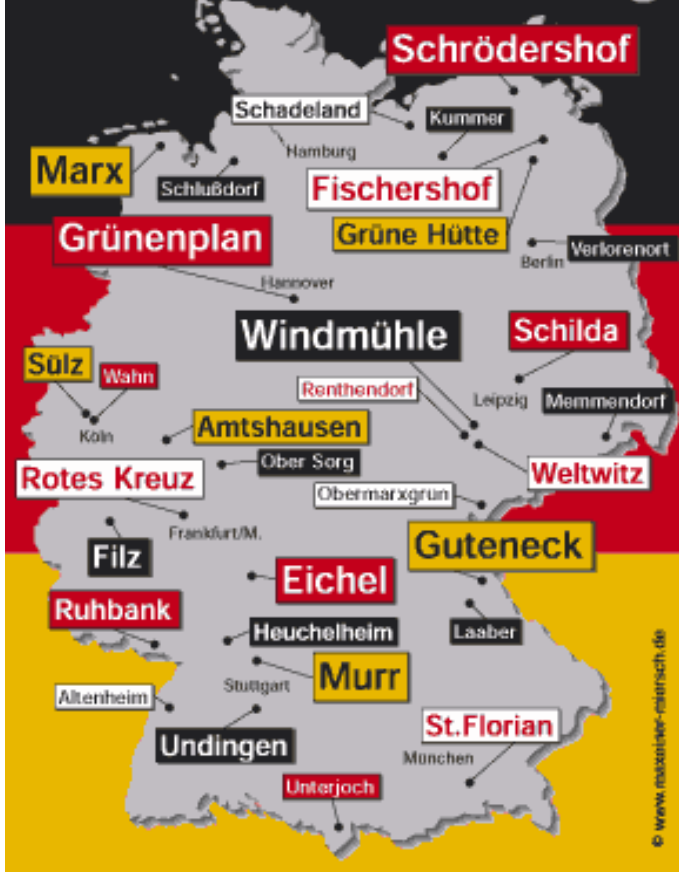 Schrödershof
Schadeland
Kummer
Hamburg
Marx
Schlußdorf
Fischershof
Grünenplan
Grüne Hütte
Verlorenort
Berlin
Hannover
Windmühle
Schilda
Sülz
Wahn
Renthendorf
Leipzig
Memmendorf
Köln
Amtshausen
Ober Sorg
Rotes Kreuz
Weltwitz
Obermarxgrün
Frankfurt/M.
Filz
Guteneck
Eichel
Ruhbank
Heuchelheim
Laaber
Stuttgart
Murr
Altenheim
Undingen
St.Florian
München
Unterjoch
© www.maxeiner-miersch.de